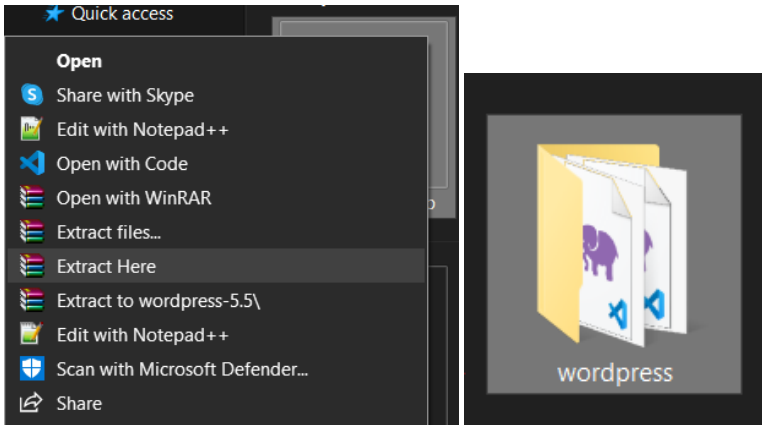 Quick access
Open
Share with Skype
Edit with Notepad++
Open with Code
Open with WinRAR
Extract files...
Extract Here
Extract to wordpress-5.5\
Edit with Notepad++
Scan with Microsoft Defender...
Share
wordpress